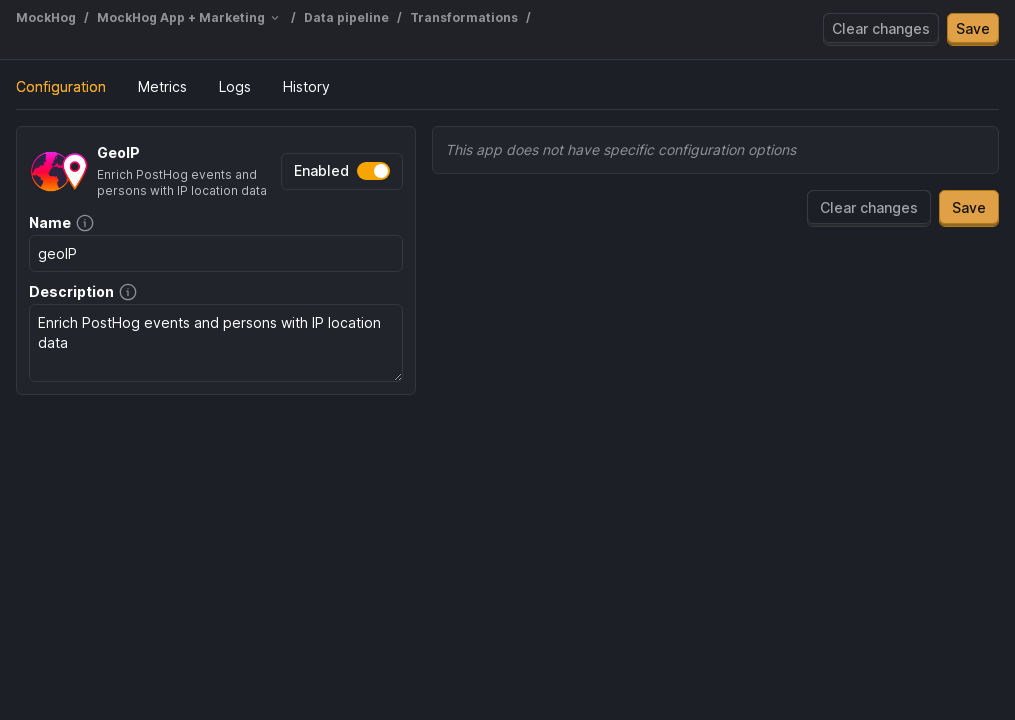 MockHog / MockHog App + Marketing / Data pipeline / Transformations /
Clear changes Save
Configuration Metrics Logs History
GeoIP
Enrich PostHog events and
persons with IP location data
Enabled
Name
geoIP
Description
Enrich PostHog events and persons with IP location
data
This app does not have specific configuration options
Clear changes Save